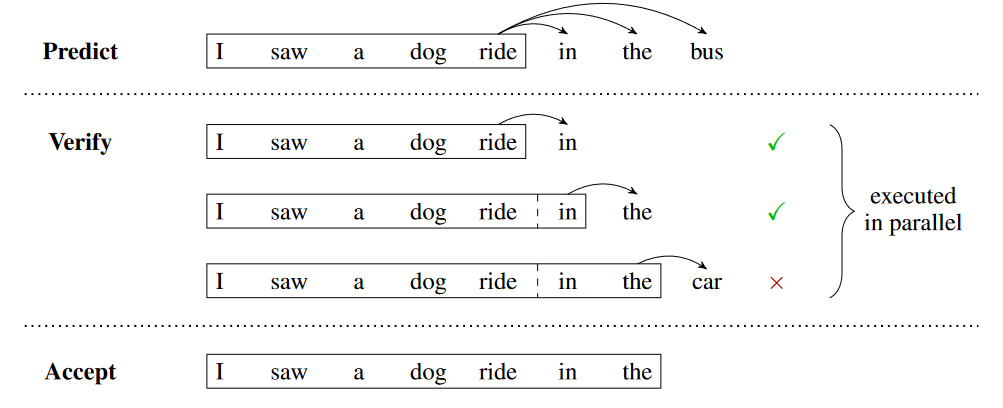 Predict I saw a dog ride in the bus
Verify I saw a dog ride in ✓
I saw a dog ride in the ✓
executed
in parallel
I saw a dog ride in the car ×
Accept I saw a dog ride in the